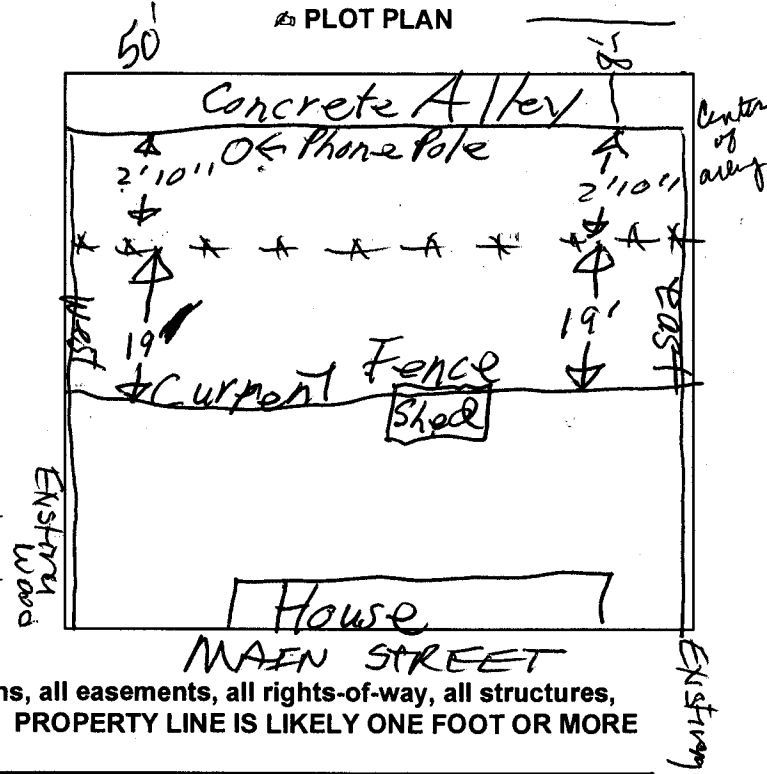 PLOT PLAN
50'
8'
Concrete Alley
Center
of
alley
O← Phone Pole
2'10"
2'10"
West
East
19'
19'
Current Fence
Shed
Existing
Wood
House
MAIN STREET
Existing
ns, all easements, all rights-of-way, all structures,
PROPERTY LINE IS LIKELY ONE FOOT OR MORE